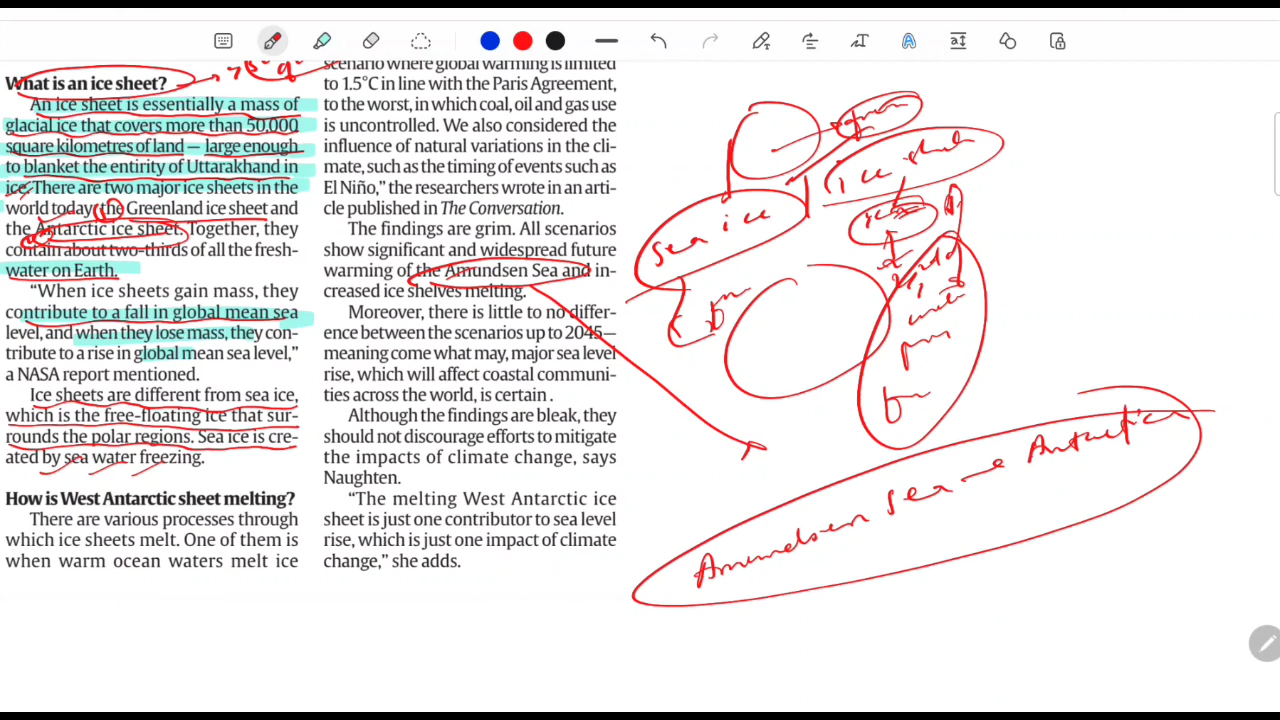 What is an ice sheet?
An ice sheet is essentially a mass of
glacial ice that covers more than 50,000
square kilometres of land — large enough
to blanket the entirity of Uttarakhand in
ice. There are two major ice sheets in the
world today: the Greenland ice sheet and
the Antarctic ice sheet. Together, they
contain about two-thirds of all the fresh-
water on Earth.
“When ice sheets gain mass, they
contribute to a fall in global mean sea
level, and when they lose mass, they con-
tribute to a rise in global mean sea level,”
a NASA report mentioned.
Ice sheets are different from sea ice,
which is the free-floating ice that sur-
rounds the polar regions. Sea ice is cre-
ated by sea water freezing.
How is West Antarctic sheet melting?
There are various processes through
which ice sheets melt. One of them is
when warm ocean waters melt ice
scenario where global warming is limited
to 1.5°C in line with the Paris Agreement,
to the worst, in which coal, oil and gas use
is uncontrolled. We also considered the
influence of natural variations in the cli-
mate, such as the timing of events such as
El Niño,” the researchers wrote in an arti-
cle published in The Conversation.
The findings are grim. All scenarios
show significant and widespread future
warming of the Amundsen Sea and in-
creased ice shelves melting.
Moreover, there is little to no differ-
ence between the scenarios up to 2045—
meaning come what may, major sea level
rise, which will affect coastal communi-
ties across the world, is certain .
Although the findings are bleak, they
should not discourage efforts to mitigate
the impacts of climate change, says
Naughten.
“The melting West Antarctic ice
sheet is just one contributor to sea level
rise, which is just one impact of climate
change,” she adds.
ice sheet
sea ice
Amundsen Sea Antarctica